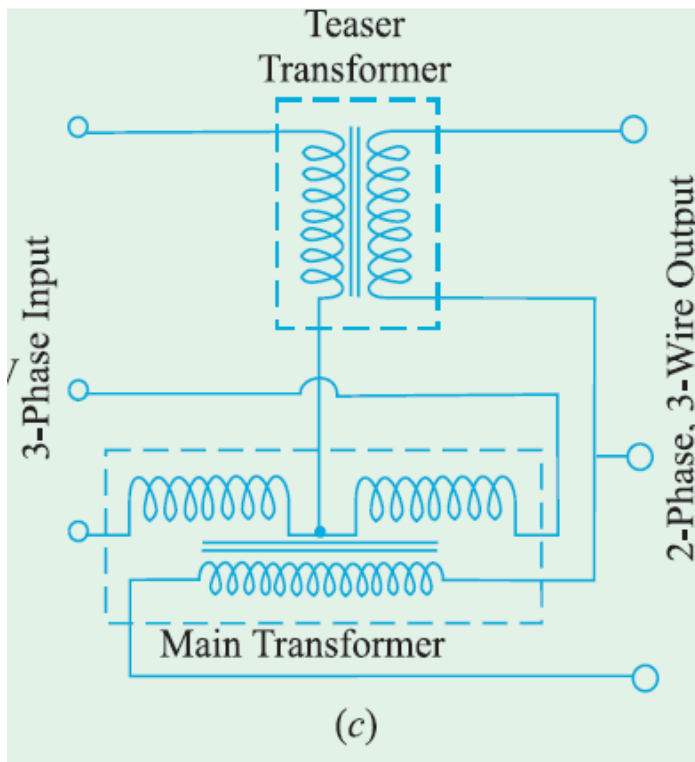 Teaser
Transformer
3-Phase Input
2-Phase, 3-Wire Output
Main Transformer
(c)